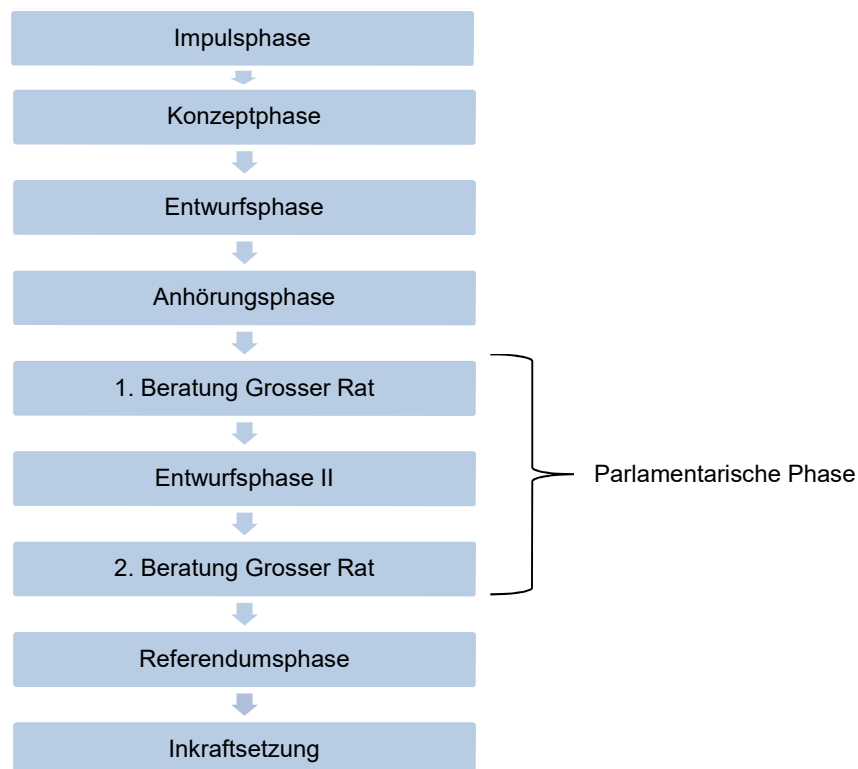 Impulsphase
Konzeptphase
Entwurfsphase
Anhörungsphase
1. Beratung Grosser Rat
Entwurfsphase II
Parlamentarische Phase
2. Beratung Grosser Rat
Referendumsphase
Inkraftsetzung